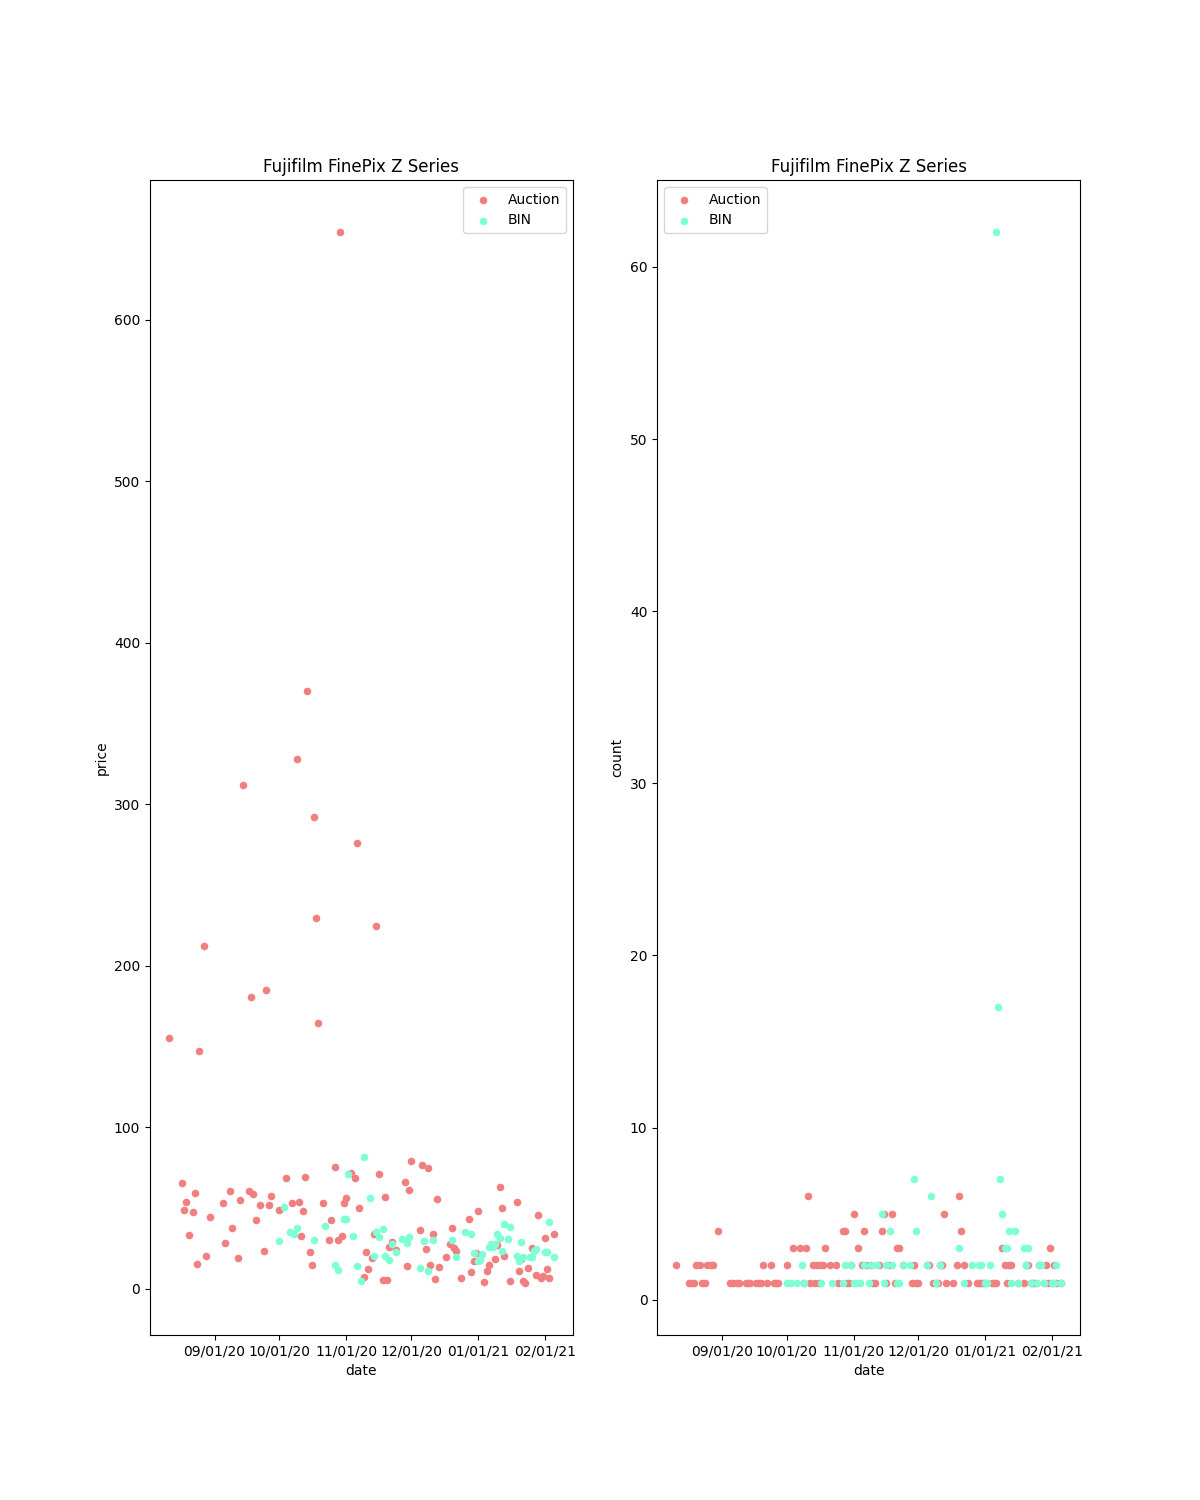 Fujifilm FinePix Z Series
Auction
BIN
600
500
400
300
200
100
0
price
09/01/20 10/01/20 11/01/20 12/01/20 01/01/21 02/01/21
date
Fujifilm FinePix Z Series
Auction
BIN
60
50
40
30
20
10
0
count
09/01/20 10/01/20 11/01/20 12/01/20 01/01/21 02/01/21
date